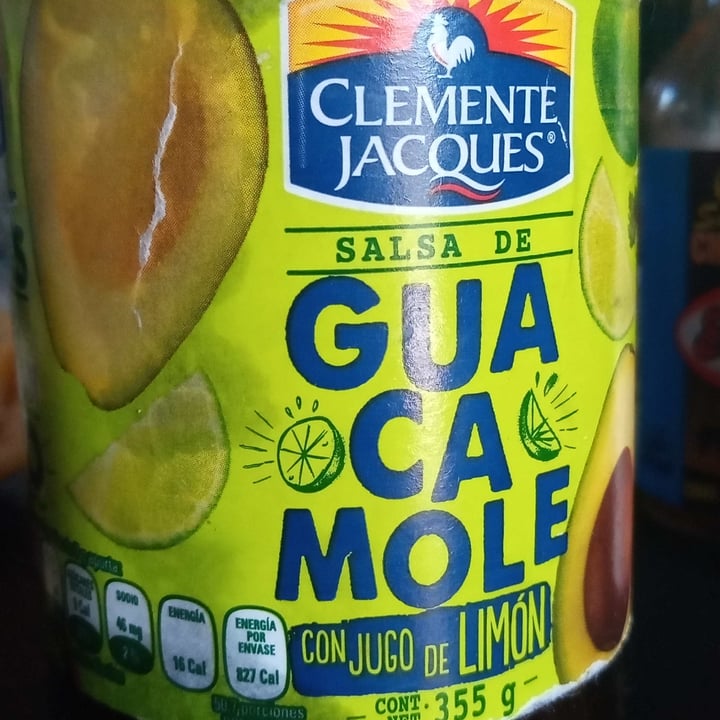 CLEMENTE
JACQUES®
SALSA DE
GUA
CA
MOLE
CON JUGO DE LIMÓN
CONT. NET. 355 g
SODIO
46 mg
ENERGÍA
16 Cal
ENERGÍA
POR
ENVASE
827 Cal
porciones